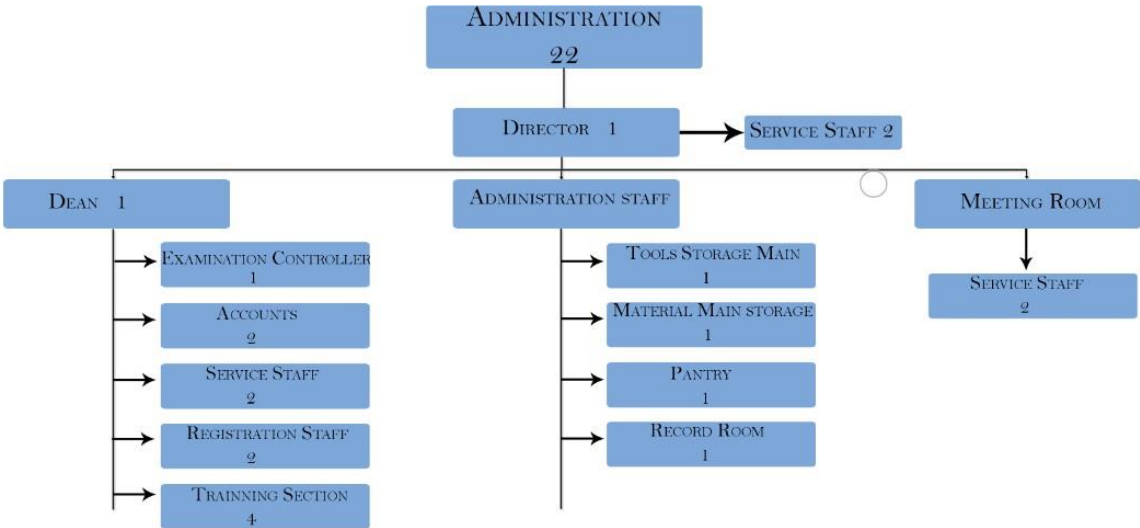 ADMINISTRATION
22
DIRECTOR 1
SERVICE STAFF 2
DEAN 1
ADMINISTRATION STAFF
MEETING ROOM
EXAMINATION CONTROLLER
1
ACCOUNTS
2
SERVICE STAFF
2
REGISTRATION STAFF
2
TRAINNING SECTION
4
TOOLS STORAGE MAIN
1
MATERIAL MAIN STORAGE
1
PANTRY
1
RECORD ROOM
1
SERVICE STAFF
2